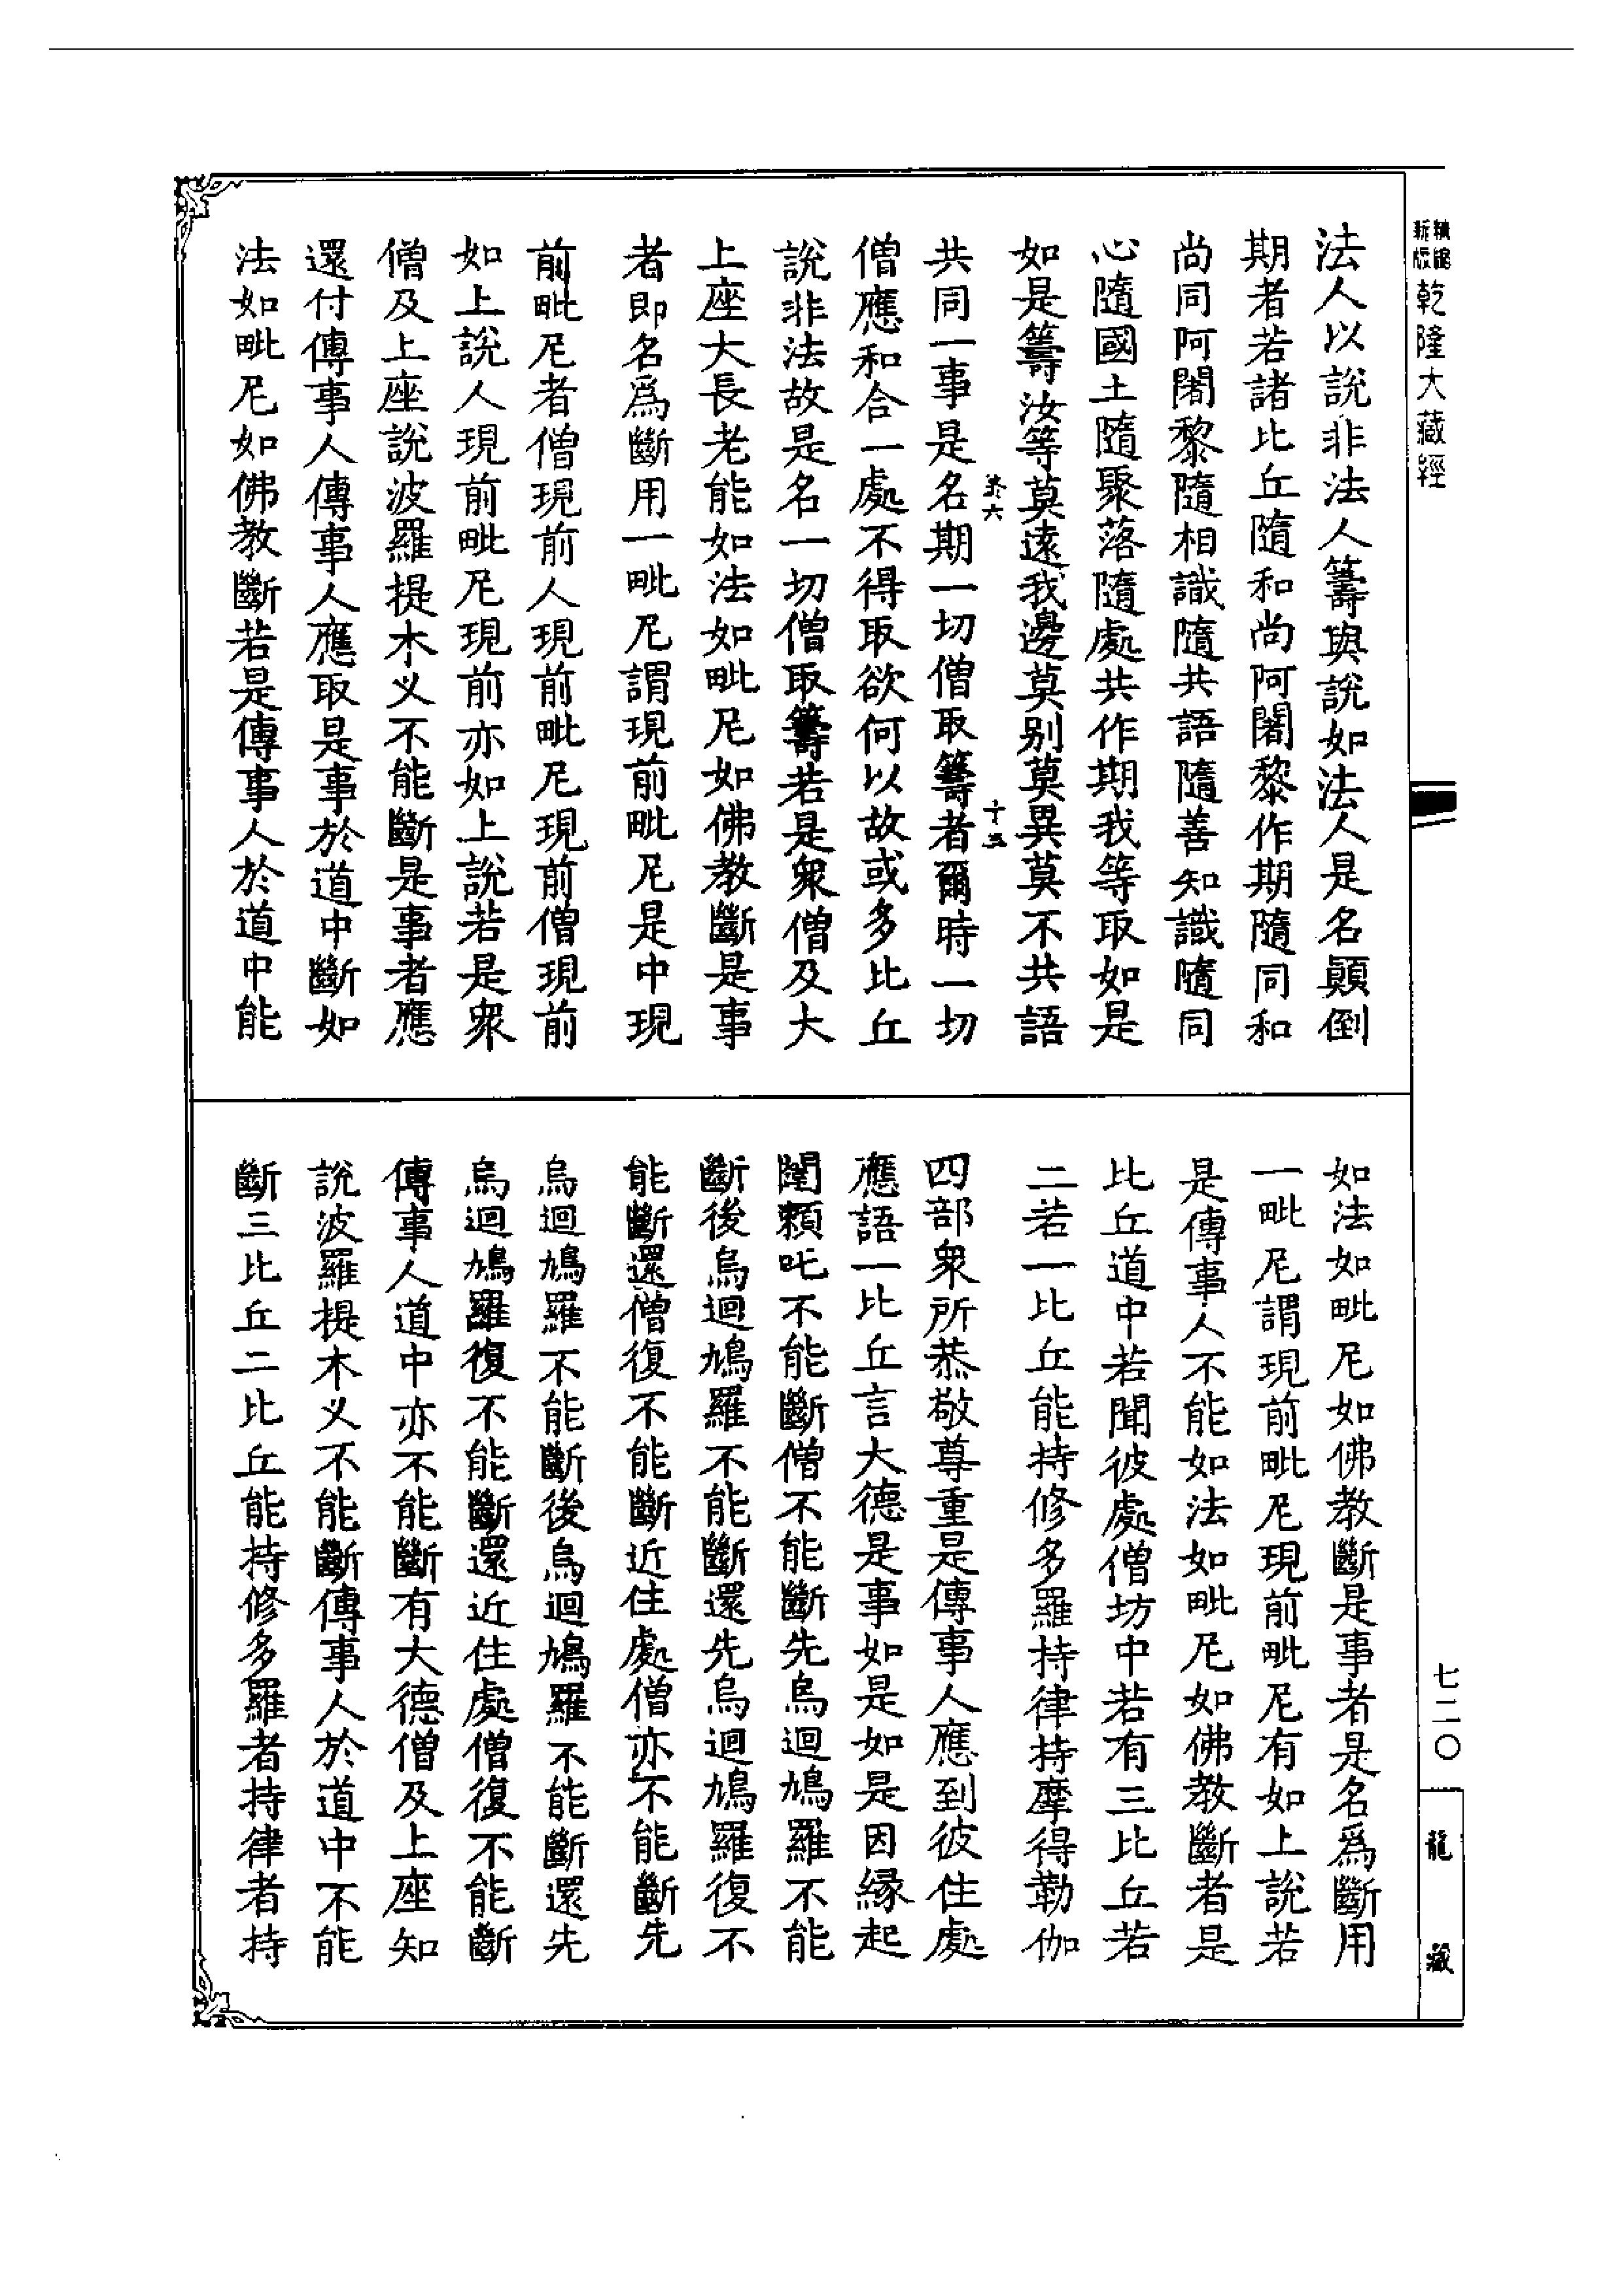 精編新版
乾隆大藏經
法人以說非法人籌與說如法人是名顛倒
期者若諸比丘隨和尚阿闍黎作期隨同和
尚同阿闍黎隨相識隨共語隨善知識隨同
心隨國土隨聚落隨處共作期我等取如是
如是籌汝等莫遠我邊莫別莫異莫不共語
共同一事是名期一切僧取籌者爾時一切
僧應和合一處不得取欲何以故或多比丘
說非法故是名一切僧取籌若是衆僧及大
上座大長老能如法如毗尼如佛教斷是事
者即名爲斷用一毗尼謂現前毗尼是中現
前毗尼者僧現前人現前毗尼現前僧現前
如上說人現前毗尼現前亦如上說若是衆
僧及上座說波羅提木义不能斷是事者應
還付傳事人傳事人應取是事於道中斷如
法如毗尼如佛教斷若是傳事人於道中能
如法如毗尼如佛教斷是事者是名爲斷用
一毗尼謂現前毗尼現前毗尼有如上說若
是傳事人不能如法如毗尼如佛教斷者是
比丘道中若聞彼處僧坊中若有三比丘若
二若一比丘能持修多羅持律持摩得勒伽
四部衆所恭敬尊重是傳事人應到彼住處
應語一比丘言大德是事如是如是因緣起
闥賴吒不能斷僧不能斷先烏迴鳩羅不能
斷後烏迴鳩羅不能斷還先烏迴鳩羅復不
能斷還僧復不能斷近住處僧亦不能斷先
烏迴鳩羅不能斷後烏迴鳩羅不能斷還先
烏迴鳩羅復不能斷還近住處僧復不能斷
傳事人道中亦不能斷有大德僧及上座知
說波羅提木义不能斷傳事人於道中不能
斷三比丘二比丘能持修多羅者持律者持
七二〇
龍藏